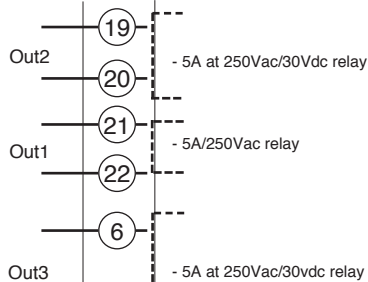 19
Out2
- 5A at 250Vac/30Vdc relay
20
21
Out1
- 5A/250Vac relay
22
6
Out3
- 5A at 250Vac/30vdc relay